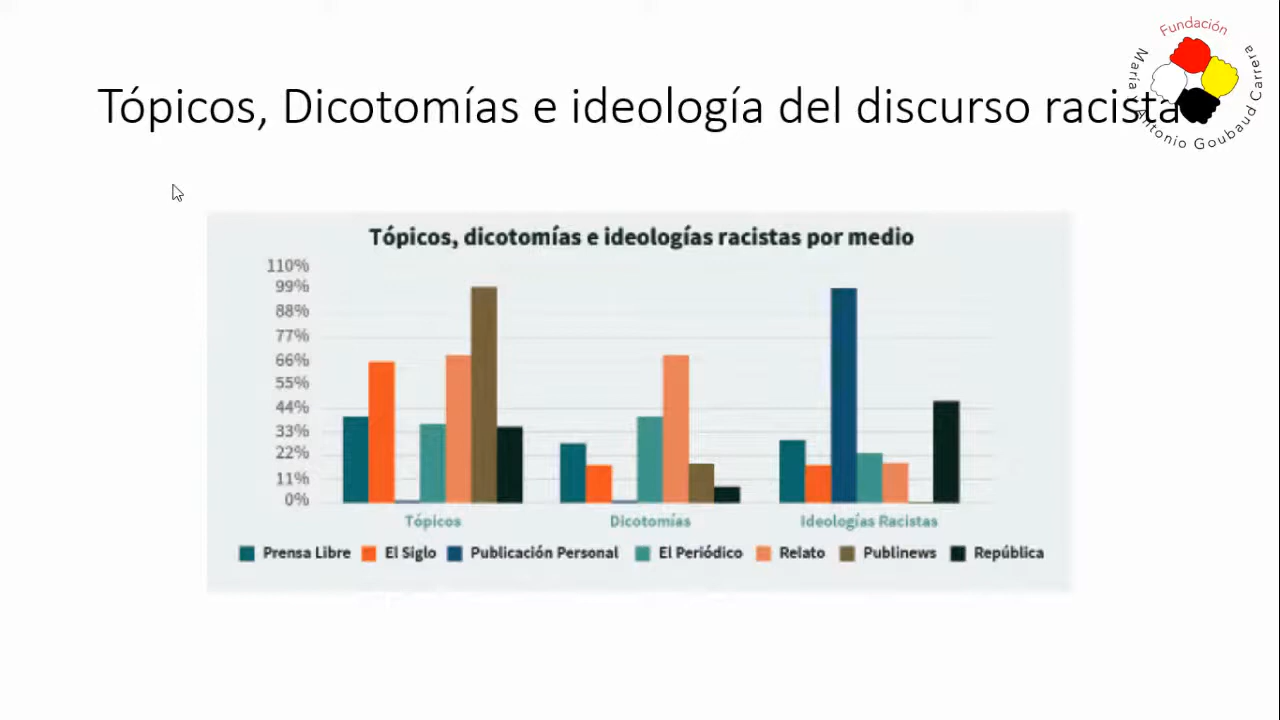 Fundación
María y Antonio Goubaud Carrera
Tópicos, Dicotomías e ideología del discurso racista
Tópicos, dicotomías e ideologías racistas por medio
110%
99%
88%
77%
66%
55%
44%
33%
22%
11%
0%
Tópicos Dicotomías Ideologías Racistas
Prensa Libre El Siglo Publicación Personal El Periódico Relato Publinews República